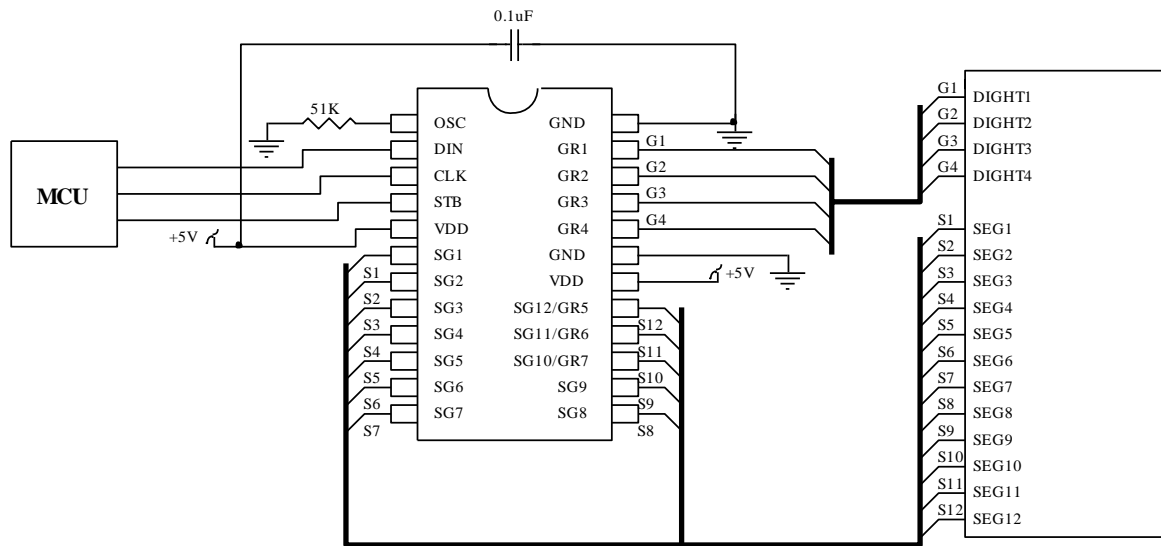 0.1uF
51K
MCU
+5V
OSC
DIN
CLK
STB
VDD
SG1
SG2
SG3
SG4
SG5
SG6
SG7
S1
S2
S3
S4
S5
S6
S7
GND
GR1
GR2
GR3
GR4
GND
VDD
SG12/GR5
SG11/GR6
SG10/GR7
SG9
SG8
G1
G2
G3
G4
+5V
S12
S11
S10
S9
S8
G1 DIGHT1
G2 DIGHT2
G3 DIGHT3
G4 DIGHT4
S1 SEG1
S2 SEG2
S3 SEG3
S4 SEG4
S5 SEG5
S6 SEG6
S7 SEG7
S8 SEG8
S9 SEG9
S10 SEG10
S11 SEG11
S12 SEG12